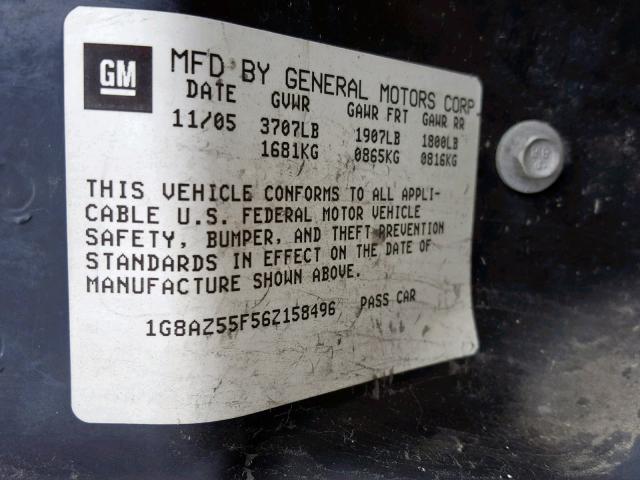 GM
MFD BY GENERAL MOTORS CORP
DATE GVWR GAWR FRT GAWR RR
11/05 3707LB 1907LB 1800LB
1681KG 0865KG 0816KG
THIS VEHICLE CONFORMS TO ALL APPLI-
CABLE U.S. FEDERAL MOTOR VEHICLE
SAFETY, BUMPER, AND THEFT PREVENTION
STANDARDS IN EFFECT ON THE DATE OF
MANUFACTURE SHOWN ABOVE.
1G8AZ55F56Z158496 PASS CAR